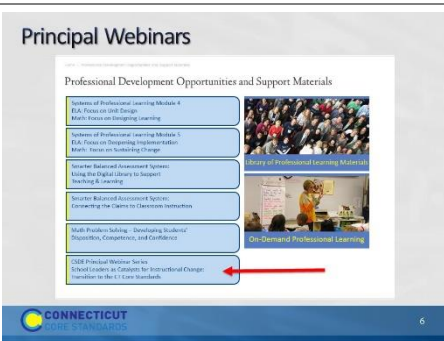 Principal Webinars
Professional Development Opportunities and Support Materials
Systems of Professional Learning Module 4
ELA: Focus on Unit Design
Math: Focus on Designing Learning
Systems of Professional Learning Module 5
ELA: Focus on Deepening Implementation
Math: Focus on Sustaining Change
Smarter Balanced Assessment System:
Using the Digital Library to Support
Teaching & Learning
Smarter Balanced Assessment System:
Connecting the Claims to Classroom Instruction
Math Problem Solving - Developing Students'
Disposition, Competence, and Confidence
CSDE Principal Webinar Series
School Leaders as Catalysts for Instructional Change:
Transition to the CT Core Standards
Library of Professional Learning Materials
On-Demand Professional Learning
CONNECTICUT
CORE STANDARDS
6